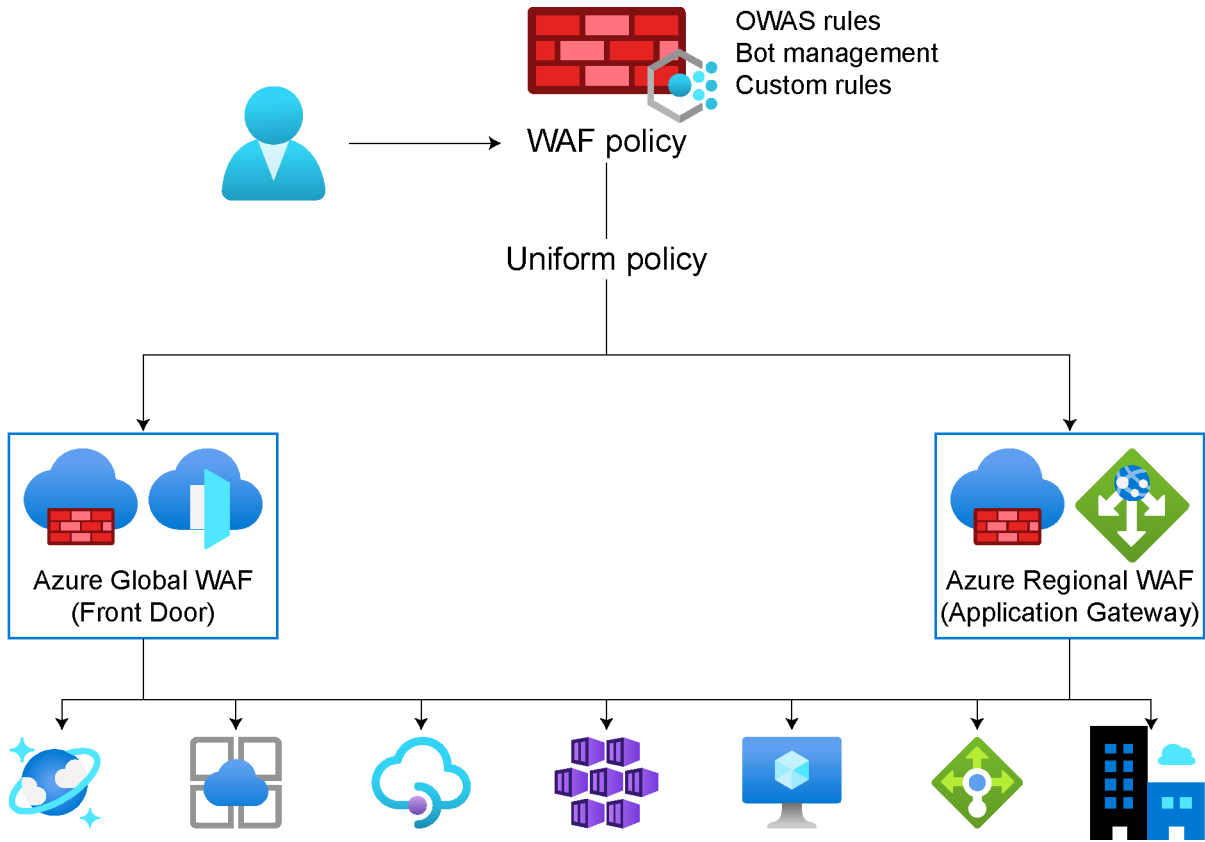 OWAS rules
Bot management
Custom rules
WAF policy
Uniform policy
Azure Global WAF
(Front Door)
Azure Regional WAF
(Application Gateway)